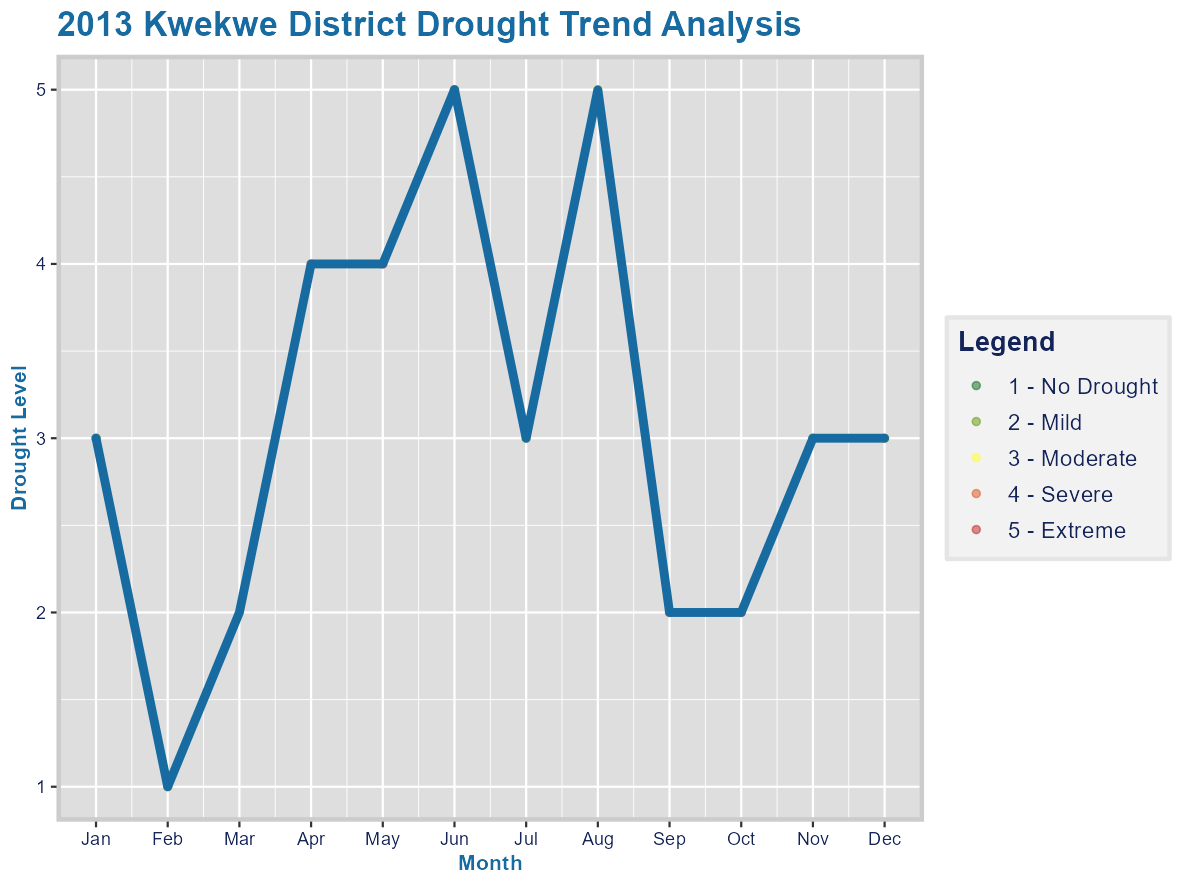 2013 Kwekwe District Drought Trend Analysis
5
4
3
2
1
Drought Level
Jan Feb Mar Apr May Jun Jul Aug Sep Oct Nov Dec
Month
Legend
1 - No Drought
2 - Mild
3 - Moderate
4 - Severe
5 - Extreme